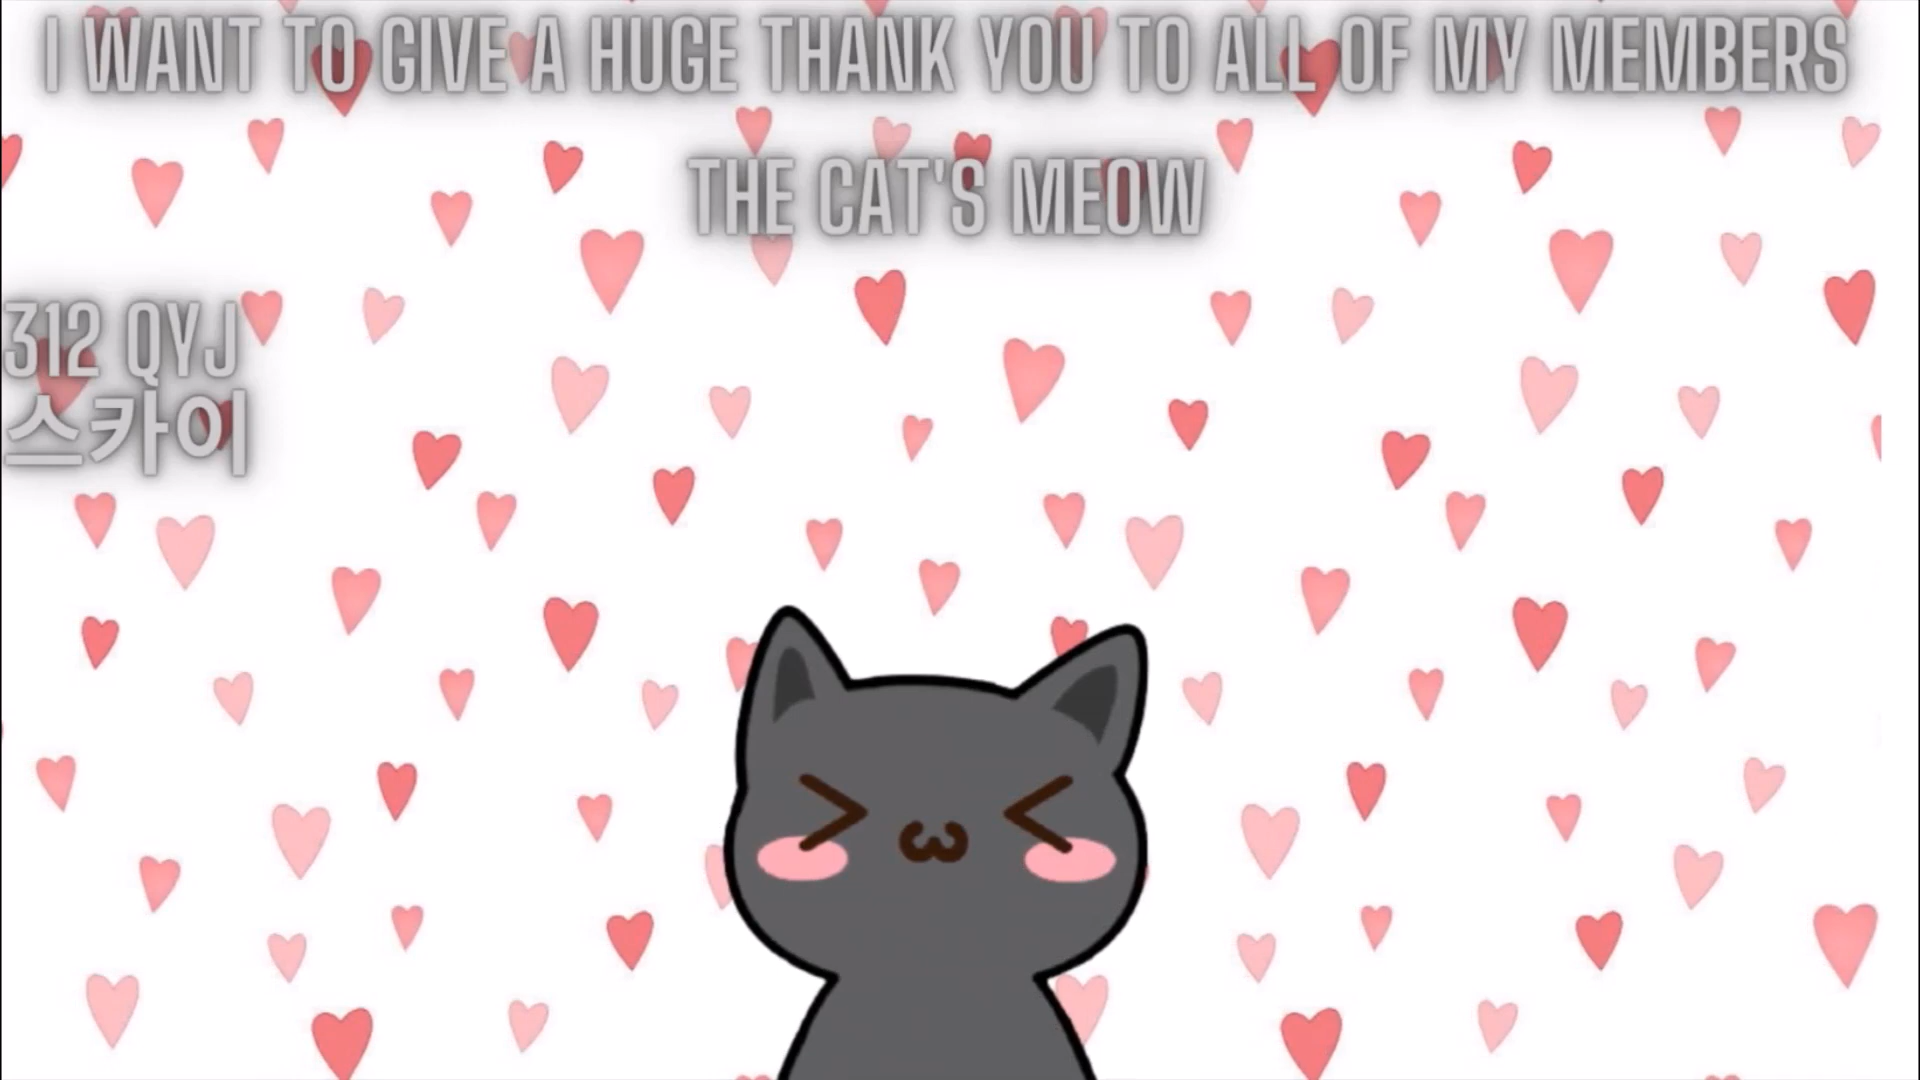 I WANT TO GIVE A HUGE THANK YOU TO ALL OF MY MEMBERS
THE CAT'S MEOW
312 QYJ
스카이